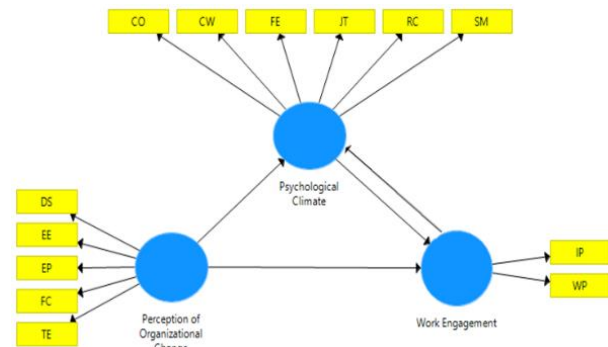 CO
CW
FE
JT
RC
SM
Psychological
Climate
DS
EE
EP
FC
TE
Perception of
Organizational
Change
IP
WP
Work Engagement